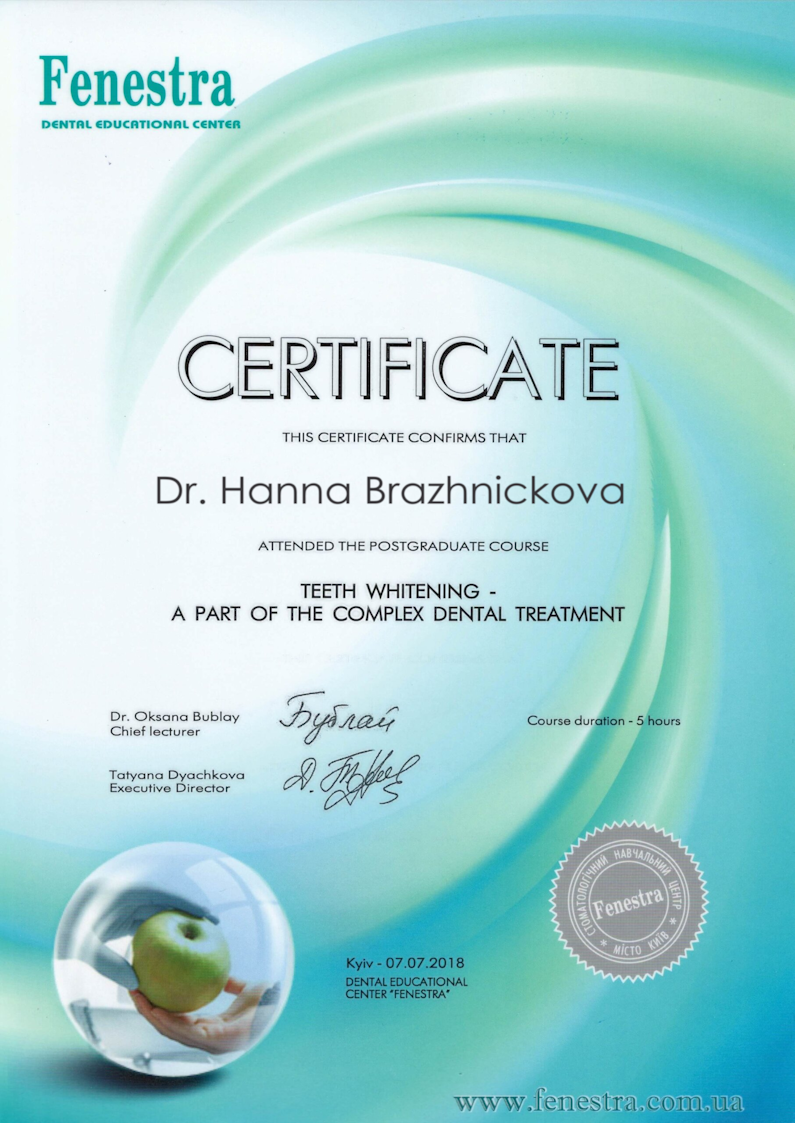 Fenestra
DENTAL EDUCATIONAL CENTER
CERTIFICATE
THIS CERTIFICATE CONFIRMS THAT
Dr. Hanna Brazhnickova
ATTENDED THE POSTGRADUATE COURSE
TEETH WHITENING -
A PART OF THE COMPLEX DENTAL TREATMENT
Dr. Oksana Bublay
Chief lecturer
Бублай
Course duration - 5 hours
Tatyana Dyachkova
Executive Director
СТОМАТОЛОГІЧНИЙ НАВЧАЛЬНИЙ ЦЕНТР
Fenestra
* МІСТО КИЇВ *
Kyiv - 07.07.2018
DENTAL EDUCATIONAL
CENTER "FENESTRA"
www.fenestra.com.ua